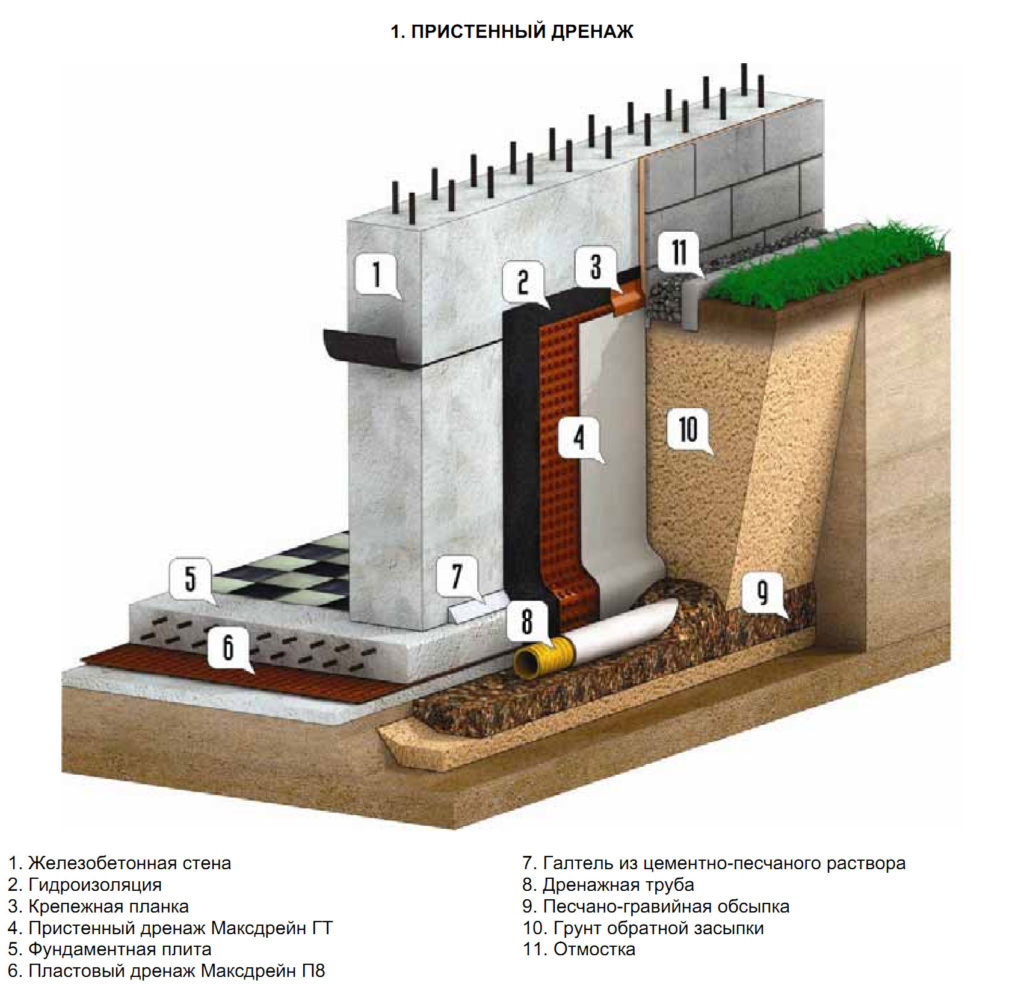 1. ПРИСТЕННЫЙ ДРЕНАЖ
1
2
3
11
4
10
5
6
7
8
9
1. Железобетонная стена
2. Гидроизоляция
3. Крепежная планка
4. Пристенный дренаж Максдрейн ГТ
5. Фундаментная плита
6. Пластовый дренаж Максдрейн П8
7. Галтель из цементно-песчаного раствора
8. Дренажная труба
9. Песчано-гравийная обсыпка
10. Грунт обратной засыпки
11. Отмостка